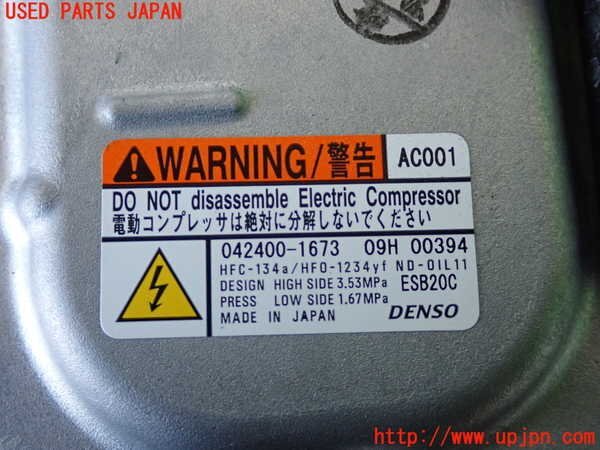 USED PARTS JAPAN
WARNING/警告 AC001
DO NOT disassemble Electric Compressor
電動コンプレッサは絶対に分解しないでください
042400-1673 09H 00394
HFC-134a/HFO-1234yf ND-OIL11
DESIGN HIGH SIDE 3.53MPa ESB20C
PRESS LOW SIDE 1.67MPa
MADE IN JAPAN DENSO
http://www.upjpn.com